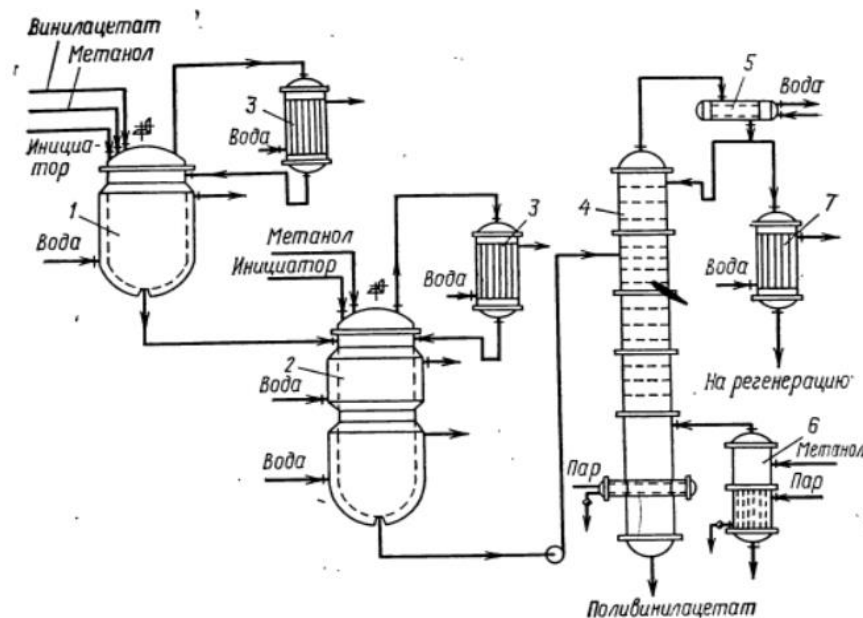 Винилацетат
Метанол
Инициа-
тор
3
Вода
1
Вода
Метанол
Инициатор
3
Вода
2
Вода
Вода
5
Вода
4
7
Вода
На регенерацию
6
Метанол
Пар
Пар
Поливинилацетат